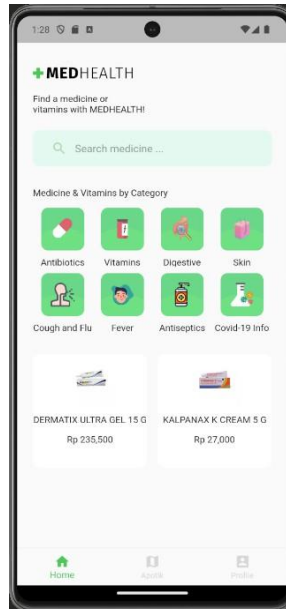 1:28
MEDHEALTH
Find a medicine or
vitamins with MEDHEALTH!
Search medicine ...
Medicine & Vitamins by Category
Antibiotics Vitamins Digestive Skin
Cough and Flu Fever Antiseptics Covid-19 Info
DERMATIX ULTRA GEL 15 G KALPANAX K CREAM 5 G
Rp 235,500 Rp 27,000
Home Apotik Profile